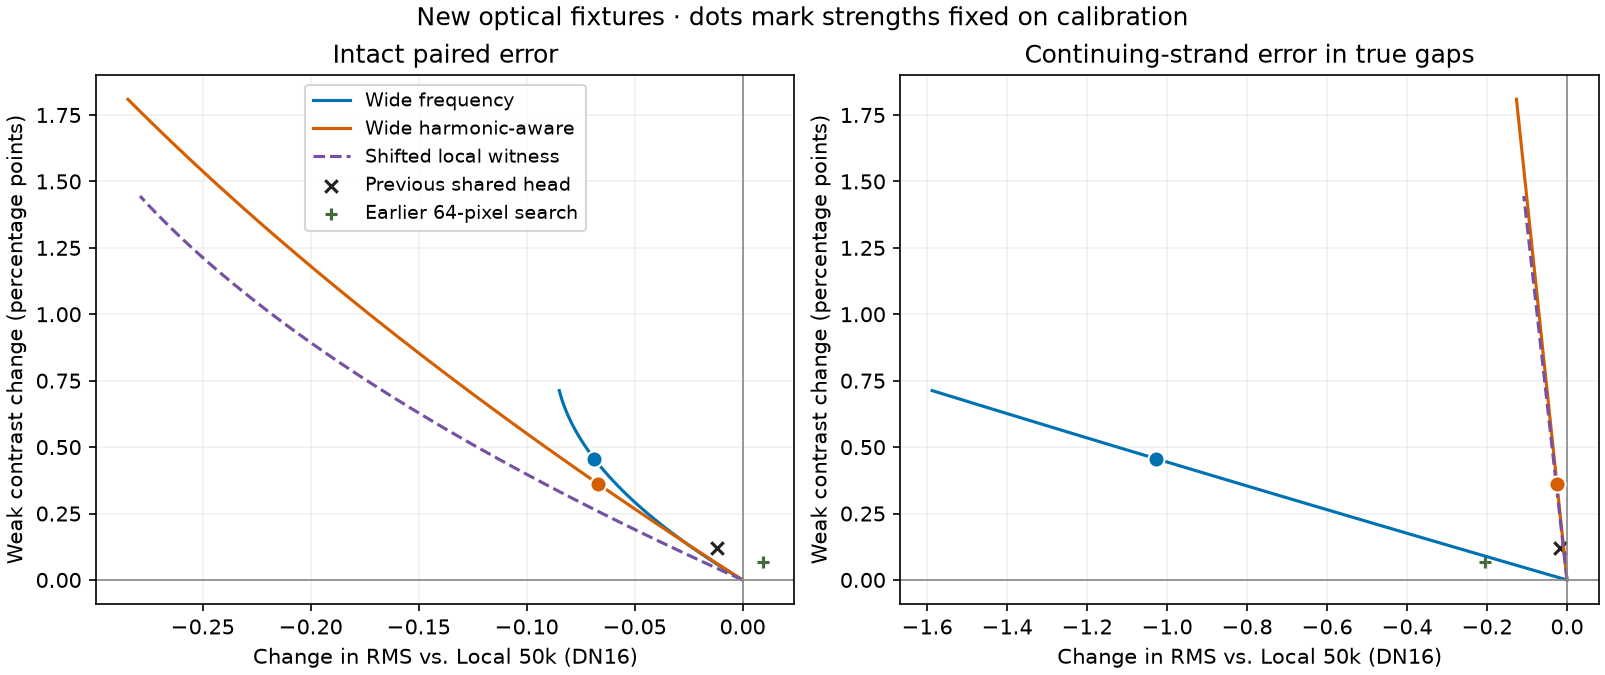 New optical fixtures · dots mark strengths fixed on calibration
Intact paired error
Weak contrast change (percentage points)
1.75
1.50
1.25
1.00
0.75
0.50
0.25
0.00
Wide frequency
Wide harmonic-aware
Shifted local witness
Previous shared head
Earlier 64-pixel search
−0.25 −0.20 −0.15 −0.10 −0.05 0.00
Change in RMS vs. Local 50k (DN16)
Continuing-strand error in true gaps
Weak contrast change (percentage points)
1.75
1.50
1.25
1.00
0.75
0.50
0.25
0.00
−1.6 −1.4 −1.2 −1.0 −0.8 −0.6 −0.4 −0.2 0.0
Change in RMS vs. Local 50k (DN16)